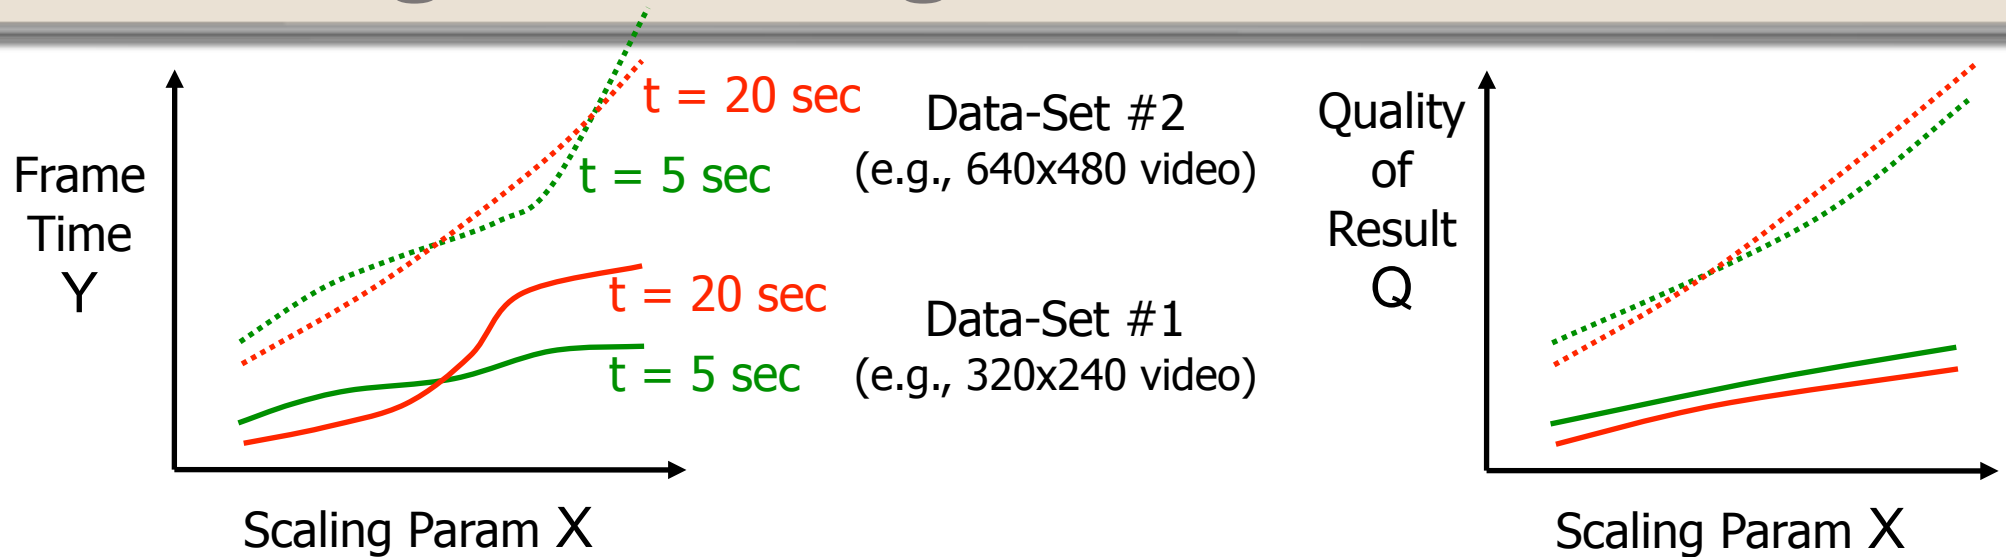 Frame
Time
Y
t = 20 sec
t = 5 sec
Data-Set #2
(e.g., 640x480 video)
t = 20 sec
t = 5 sec
Data-Set #1
(e.g., 320x240 video)
Scaling Param X
Quality
of
Result
Q
Scaling Param X